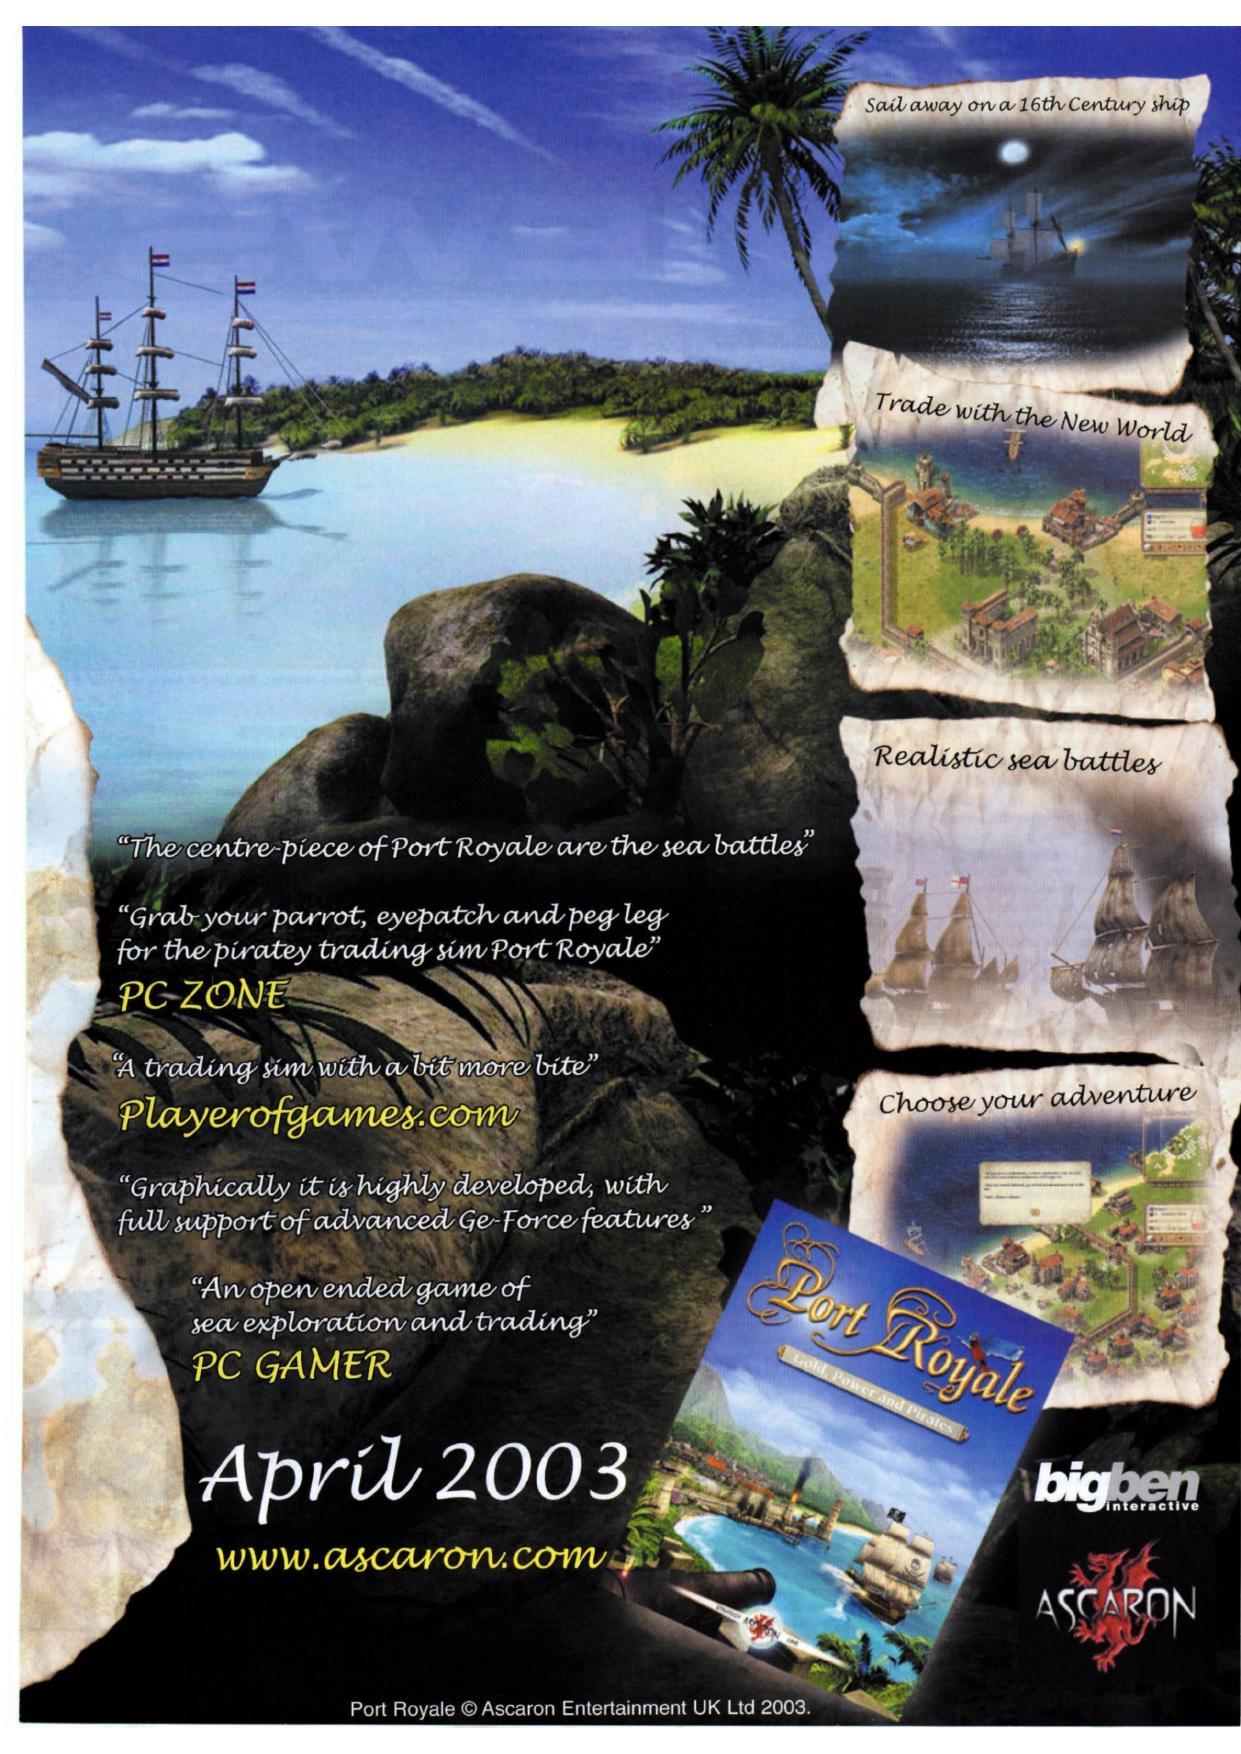 Sail away on a 16th Century ship
Trade with the New World
Realistic sea battles
"The centre-piece of Port Royale are the sea battles"
"Grab your parrot, eyepatch and peg leg
for the piratey trading sim Port Royale"
PC ZONE
"A trading sim with a bit more bite"
Playerofgames.com
"Graphically it is highly developed, with
full support of advanced Ge-Force features "
"An open ended game of
sea exploration and trading"
PC GAMER
Choose your adventure
Port Royale
Gold, Power and Pirates
STRATEGY ASCARON LINE
April 2003
www.ascaron.com
bigben
interactive
ASCARON
Port Royale © Ascaron Entertainment UK Ltd 2003.